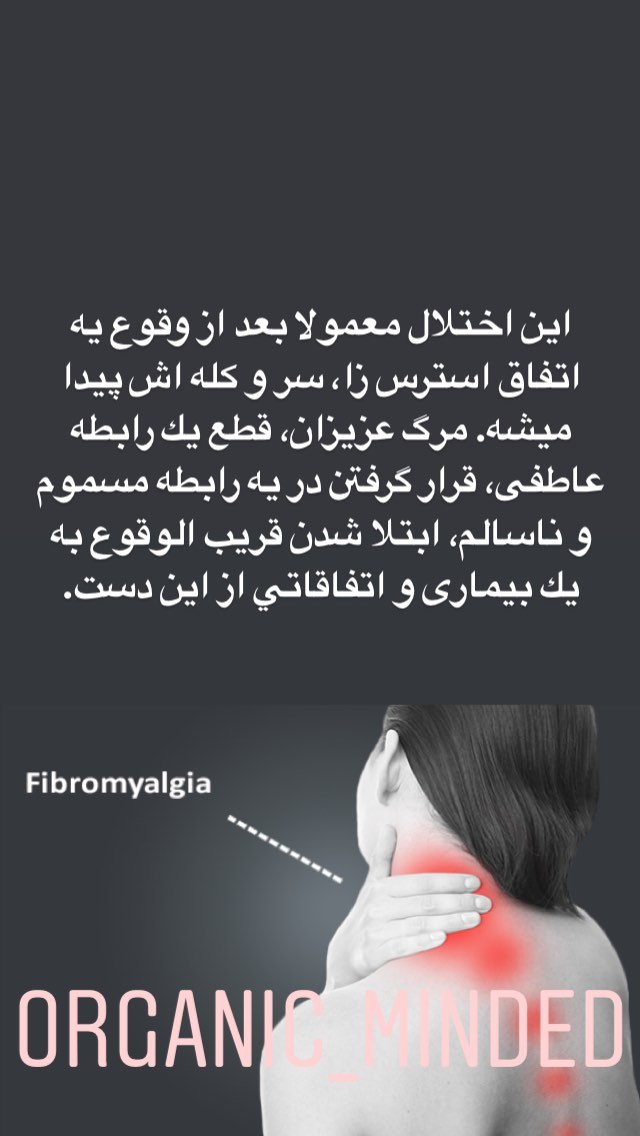 این اختلال معمولا بعد از وقوع یه
اتفاق استرس زا، سر و کله اش پیدا
میشه. مرگ عزیزان، قطع یك رابطه
عاطفی، قرار گرفتن در یه رابطه مسموم
و ناسالم، ابتلا شدن قریب الوقوع به
یك بیماری و اتفاقاتي از این دست.
Fibromyalgia
ORGANIC_MINDED